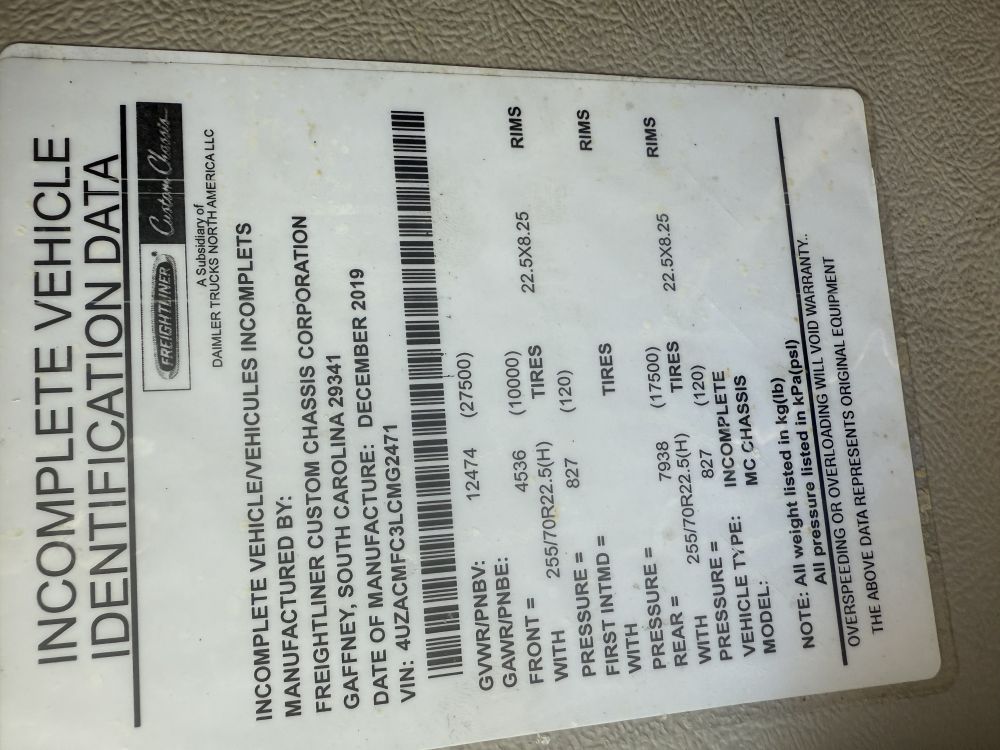 INCOMPLETE VEHICLE
IDENTIFICATION DATA
FREIGHTLINER Custom Chassis
A Subsidiary of
DAIMLER TRUCKS NORTH AMERICA LLC
INCOMPLETE VEHICLE/VEHICULES INCOMPLETS
MANUFACTURED BY:
FREIGHTLINER CUSTOM CHASSIS CORPORATION
GAFFNEY, SOUTH CAROLINA 29341
DATE OF MANUFACTURE: DECEMBER 2019
VIN: 4UZACMFC3LCMG2471
GVWR/PNBV: 12474 (27500)
GAWR/PNBE:
FRONT = 4536 (10000)
WITH 255/70R22.5(H) TIRES 22.5X8.25 RIMS
PRESSURE = 827 (120)
FIRST INTMD =
WITH TIRES RIMS
PRESSURE =
REAR = 7938 (17500)
WITH 255/70R22.5(H) TIRES 22.5X8.25 RIMS
PRESSURE = 827 (120)
VEHICLE TYPE: INCOMPLETE
MODEL: MC CHASSIS
NOTE: All weight listed in kg(lb)
All pressure listed in kPa(psi)
OVERSPEEDING OR OVERLOADING WILL VOID WARRANTY..
THE ABOVE DATA REPRESENTS ORIGINAL EQUIPMENT